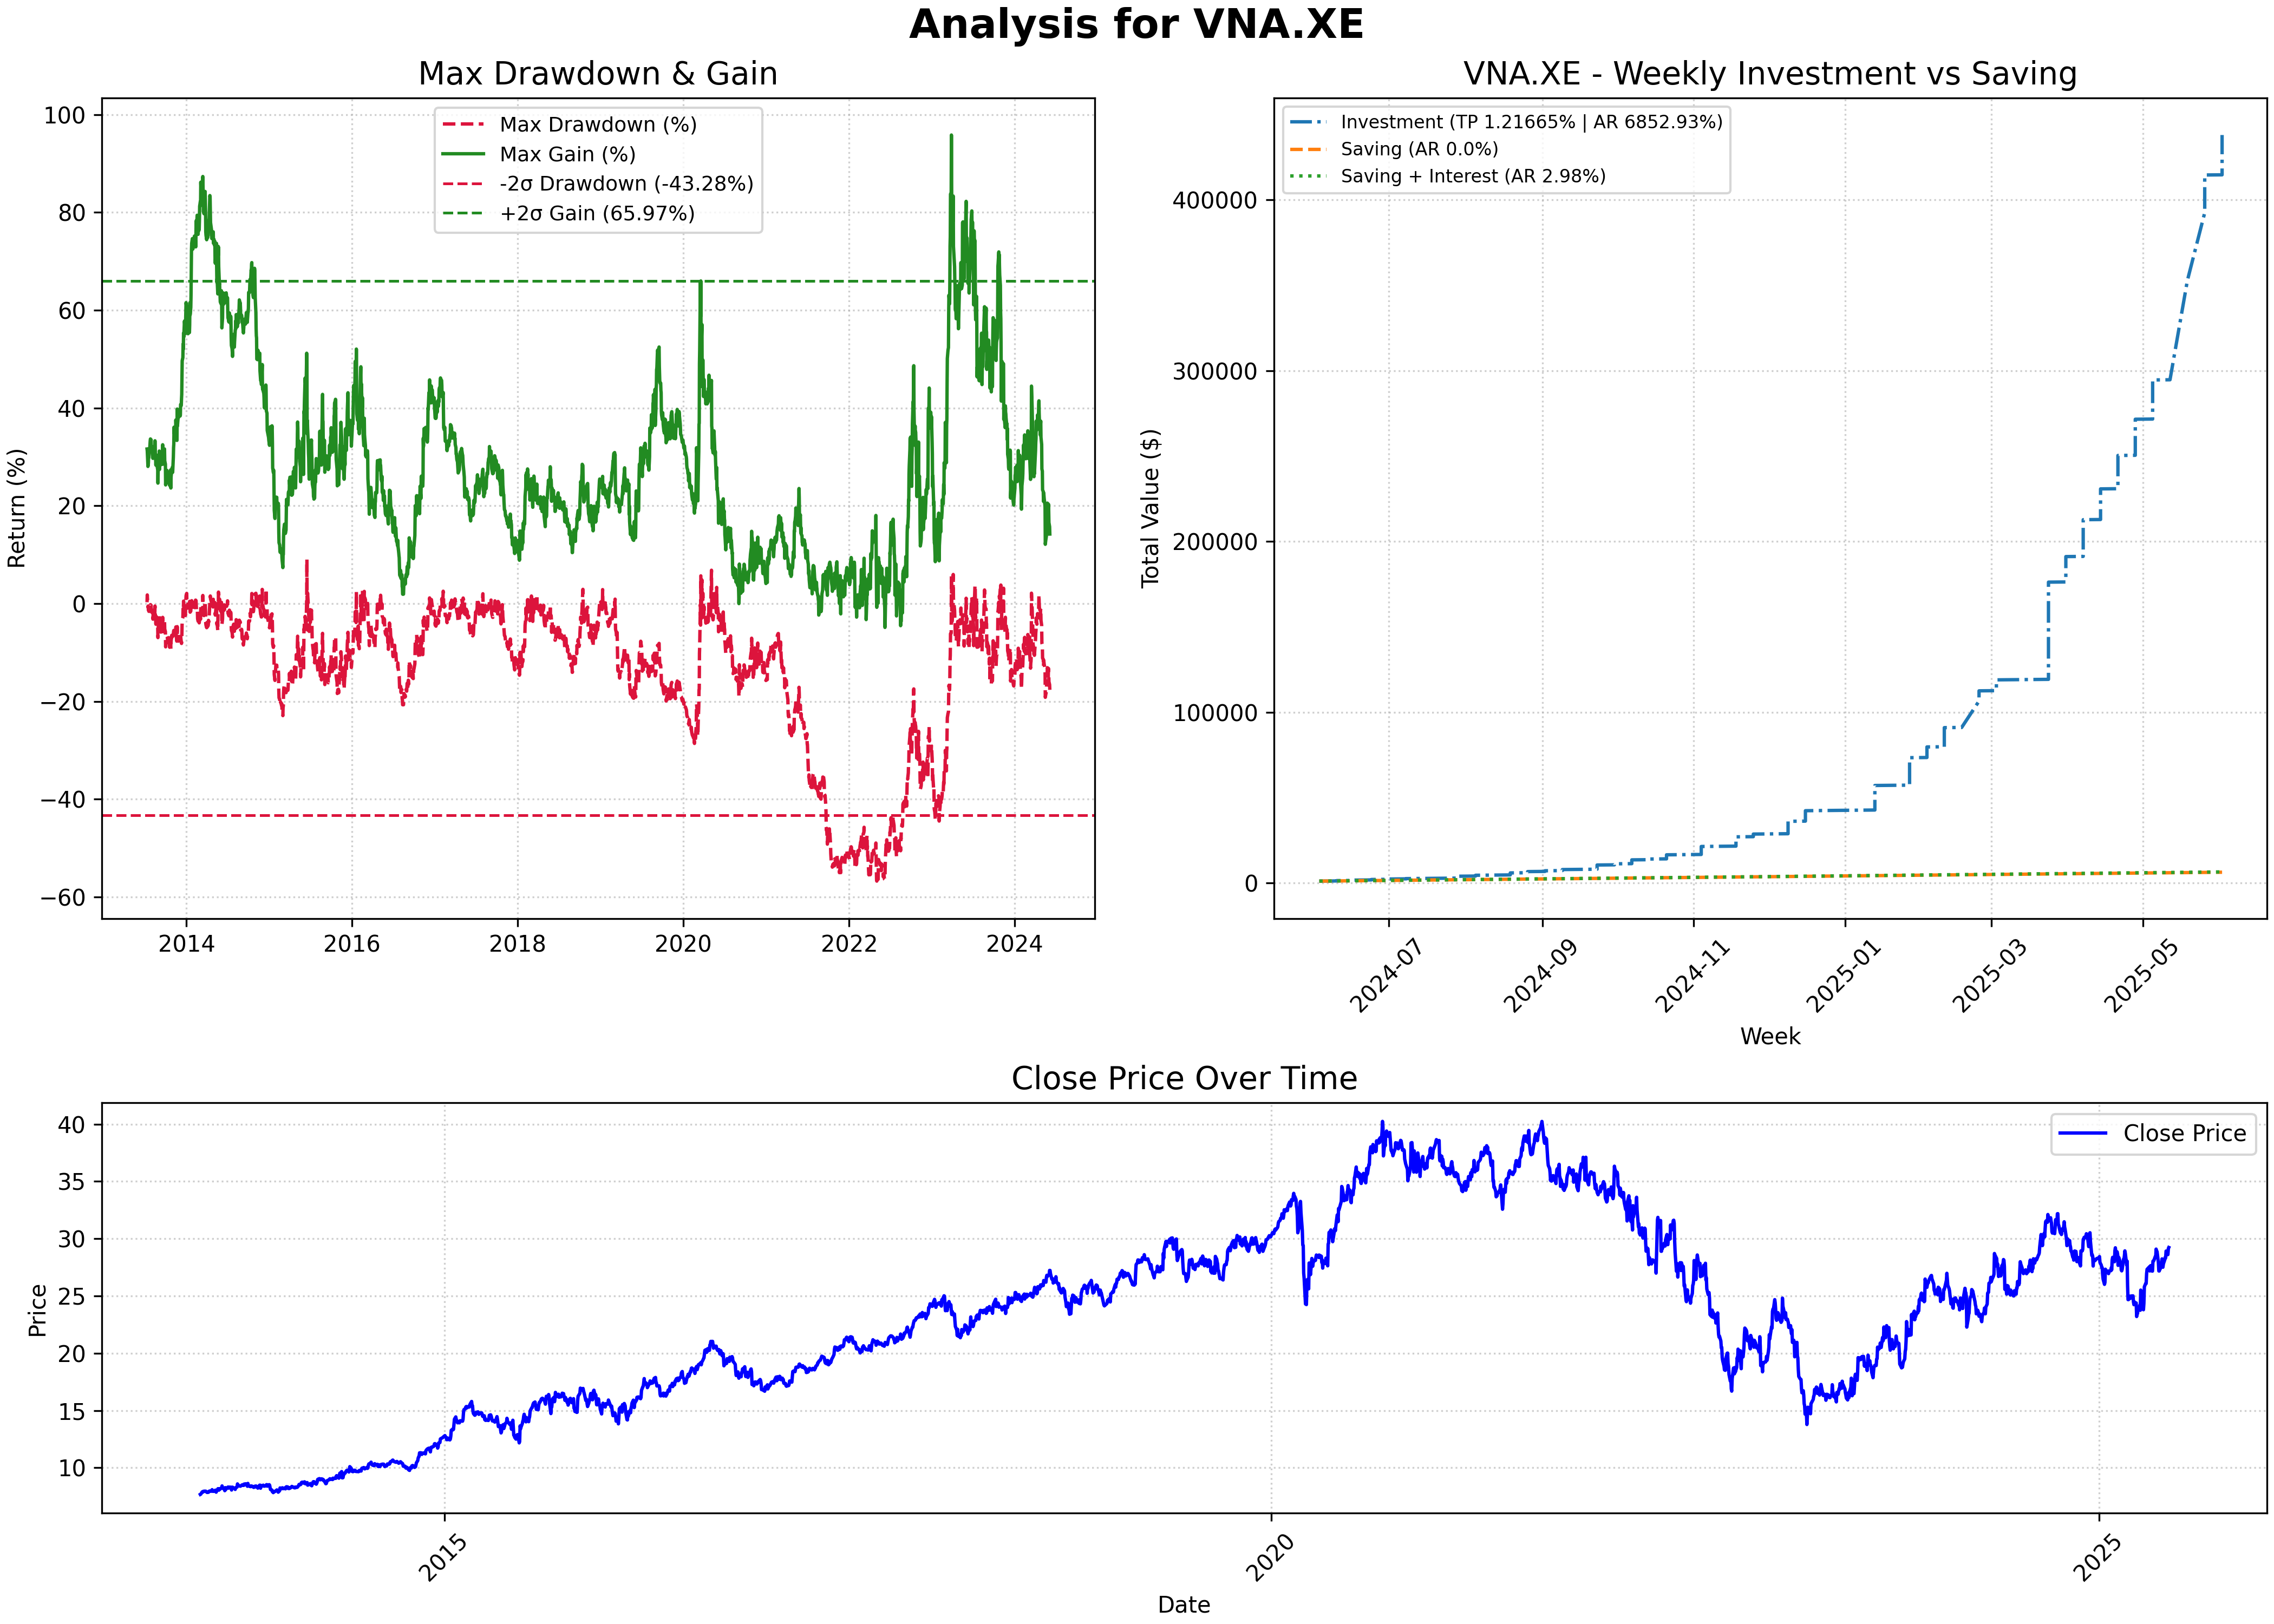 Analysis for VNA.XE
Max Drawdown & Gain
Return (%)
100
80
60
40
20
0
−20
−40
−60
Max Drawdown (%)
Max Gain (%)
-2σ Drawdown (-43.28%)
+2σ Gain (65.97%)
2014
2016
2018
2020
2022
2024
VNA.XE - Weekly Investment vs Saving
Total Value ($)
400000
300000
200000
100000
0
Investment (TP 1.21665% | AR 6852.93%)
Saving (AR 0.0%)
Saving + Interest (AR 2.98%)
2024-07
2024-09
2024-11
2025-01
2025-03
2025-05
Week
Close Price Over Time
Price
40
35
30
25
20
15
10
Close Price
2015
2020
2025
Date